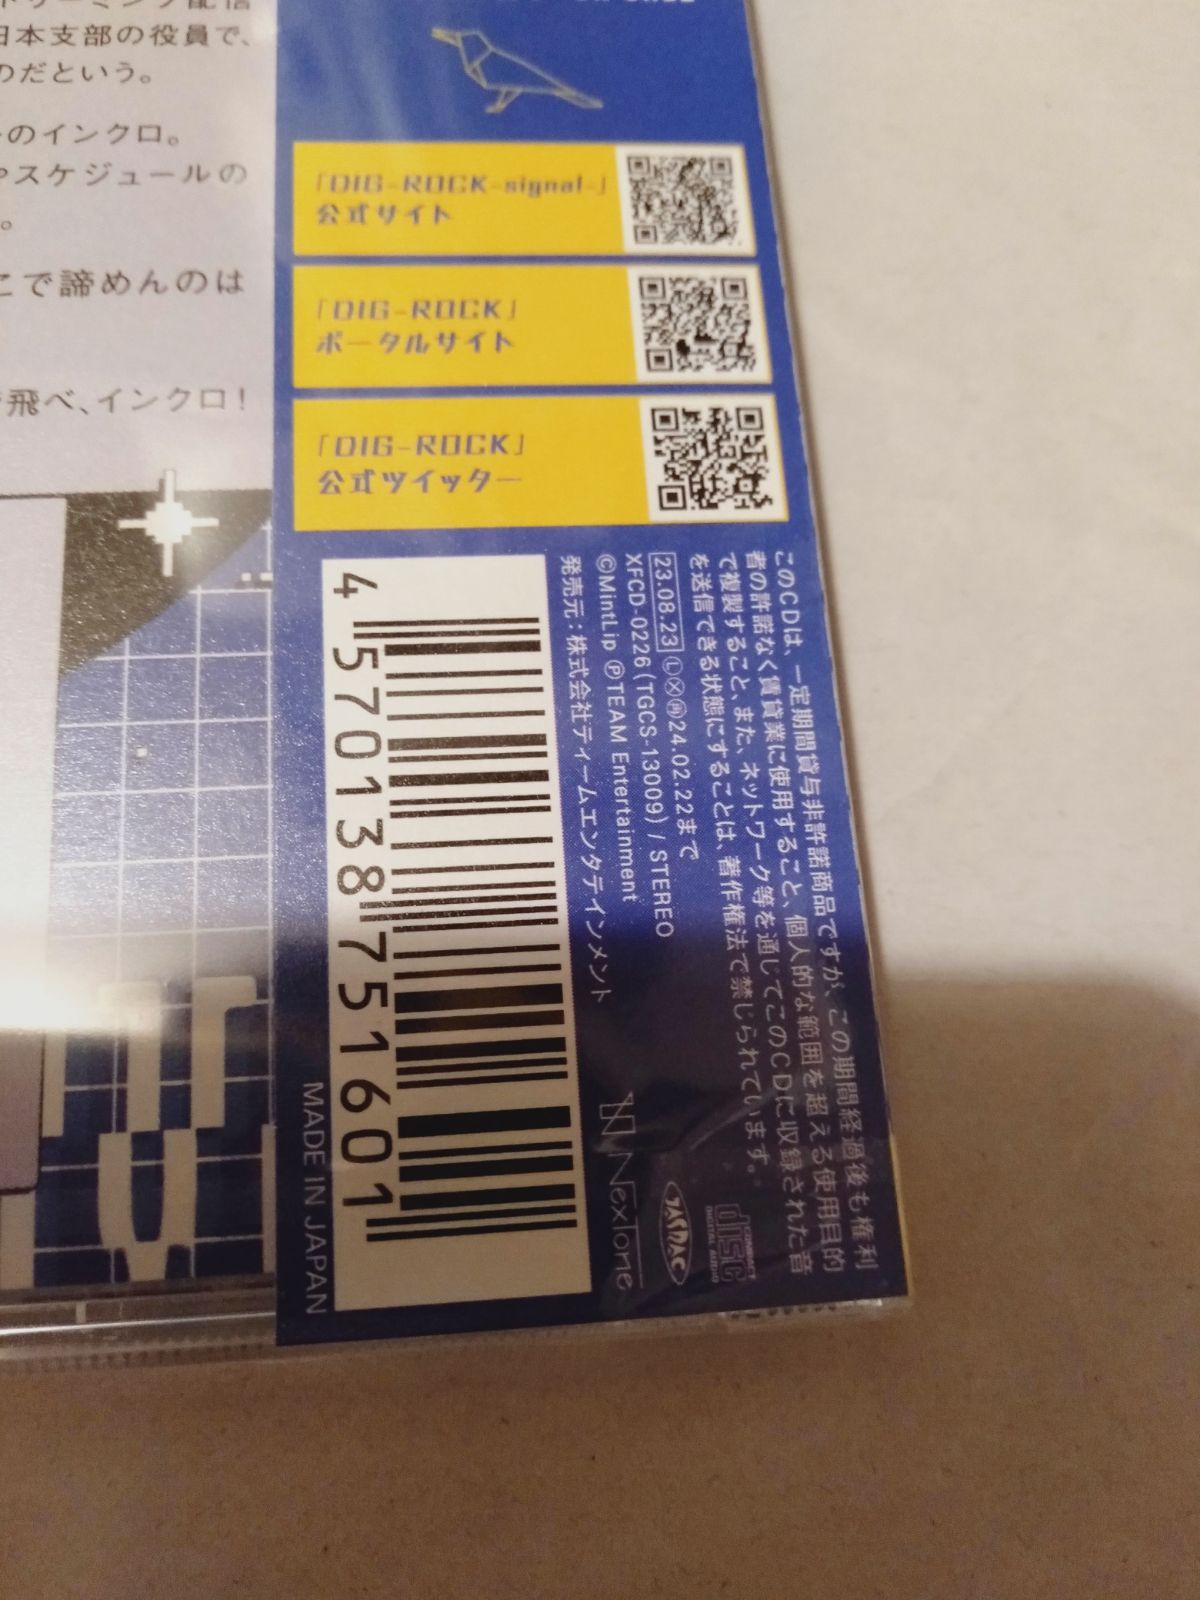 日本支部の役員で、
のだという。
のインクロ。
スケジュールの
。
こで諦めんのは
飛べ、インクロ!
「DIG-ROCK-signal-」
公式サイト
「DIG-ROCK」
ポータルサイト
「DIG-ROCK」
公式ツイッター
このCDは、一定期間貸与非許諾商品ですが、この期間経過後も権利
者の許諾なく賃貸業に使用すること、個人的な範囲を超える使用目的
で複製すること、また、ネットワーク等を通じてこのCDに収録された音
を送信できる状態にすることは、著作権法で禁じられています。
23.08.23 Ⓛ Ⓧ ㊢24.02.22まで
XFCD-0226(TGCS-13009) / STEREO
©MintLip ℗TEAM Entertainment
発売元:株式会社ティームエンタテインメント
4 570138 751601
MADE IN JAPAN
NexTone
JASRAC
COMPACT
disc
DIGITAL AUDIO